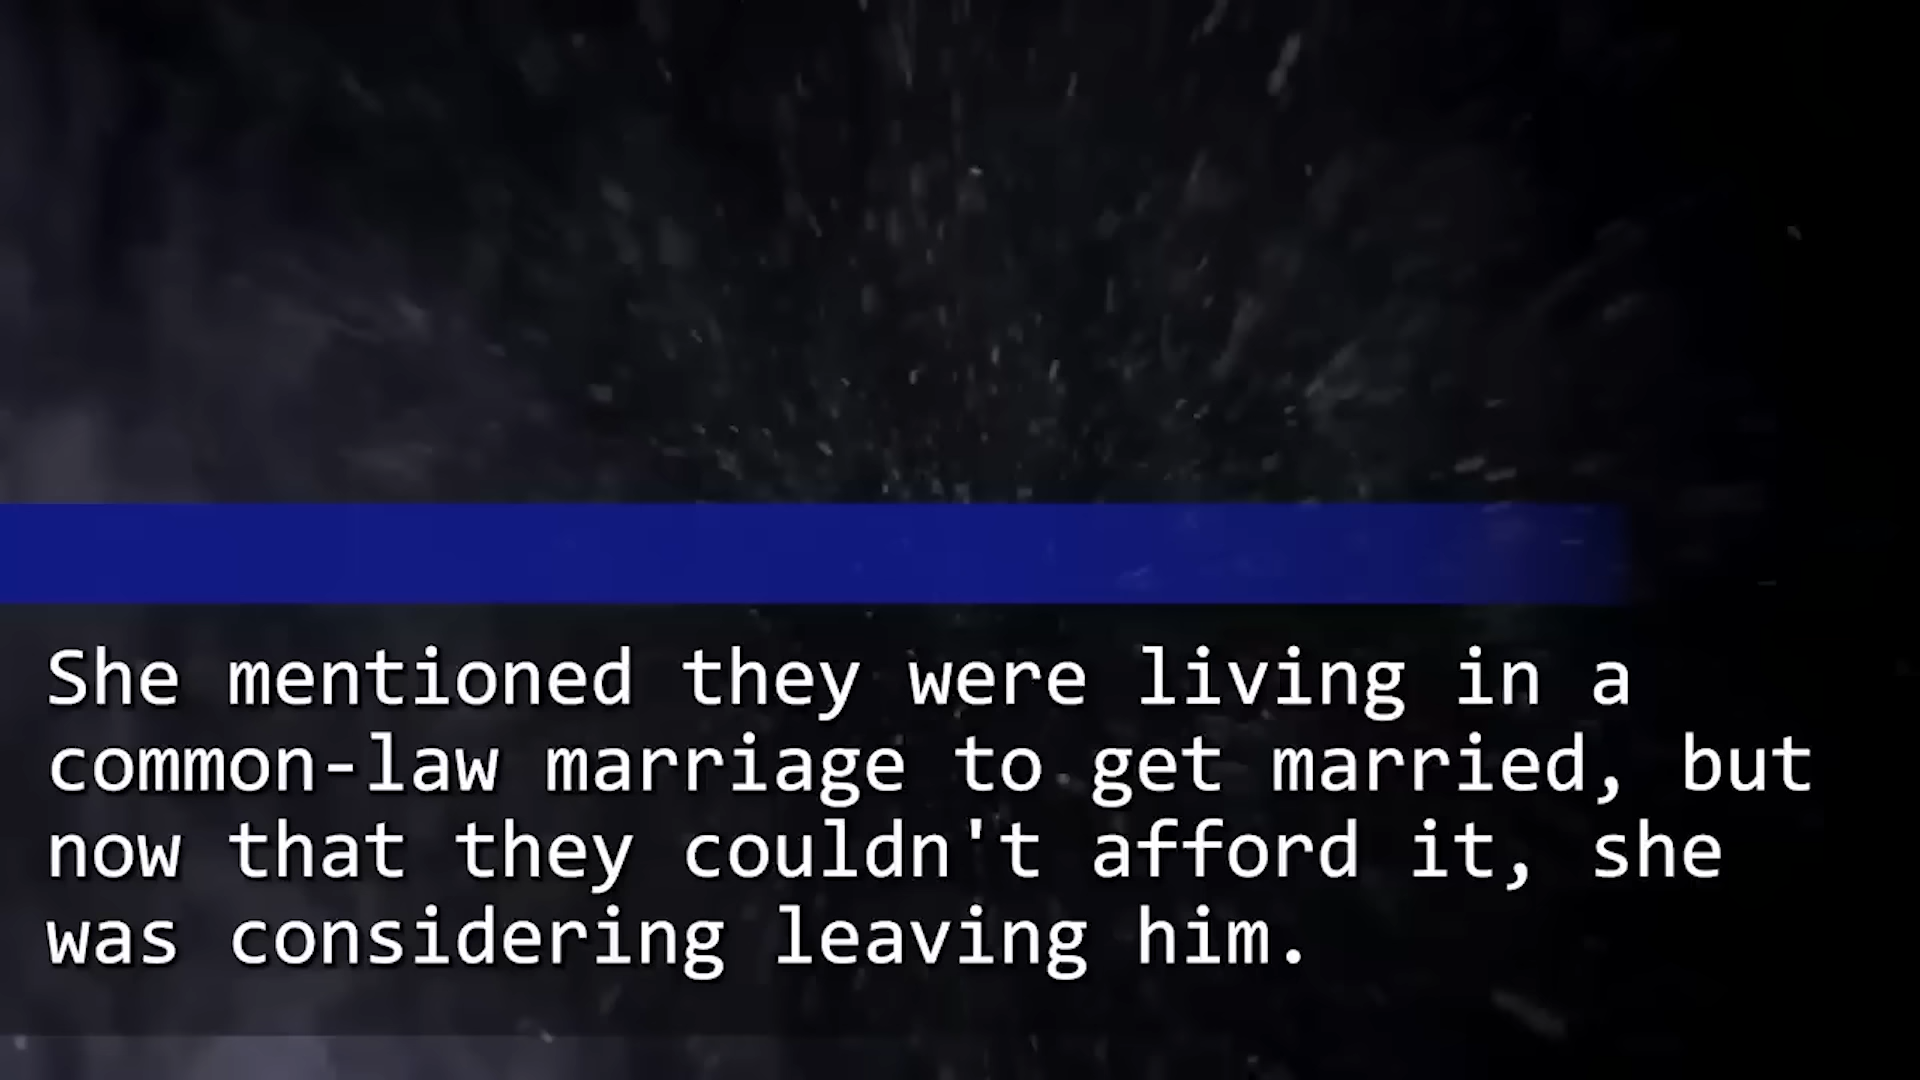 She mentioned they were living in a
common-law marriage to get married, but
now that they couldn't afford it, she
was considering leaving him.